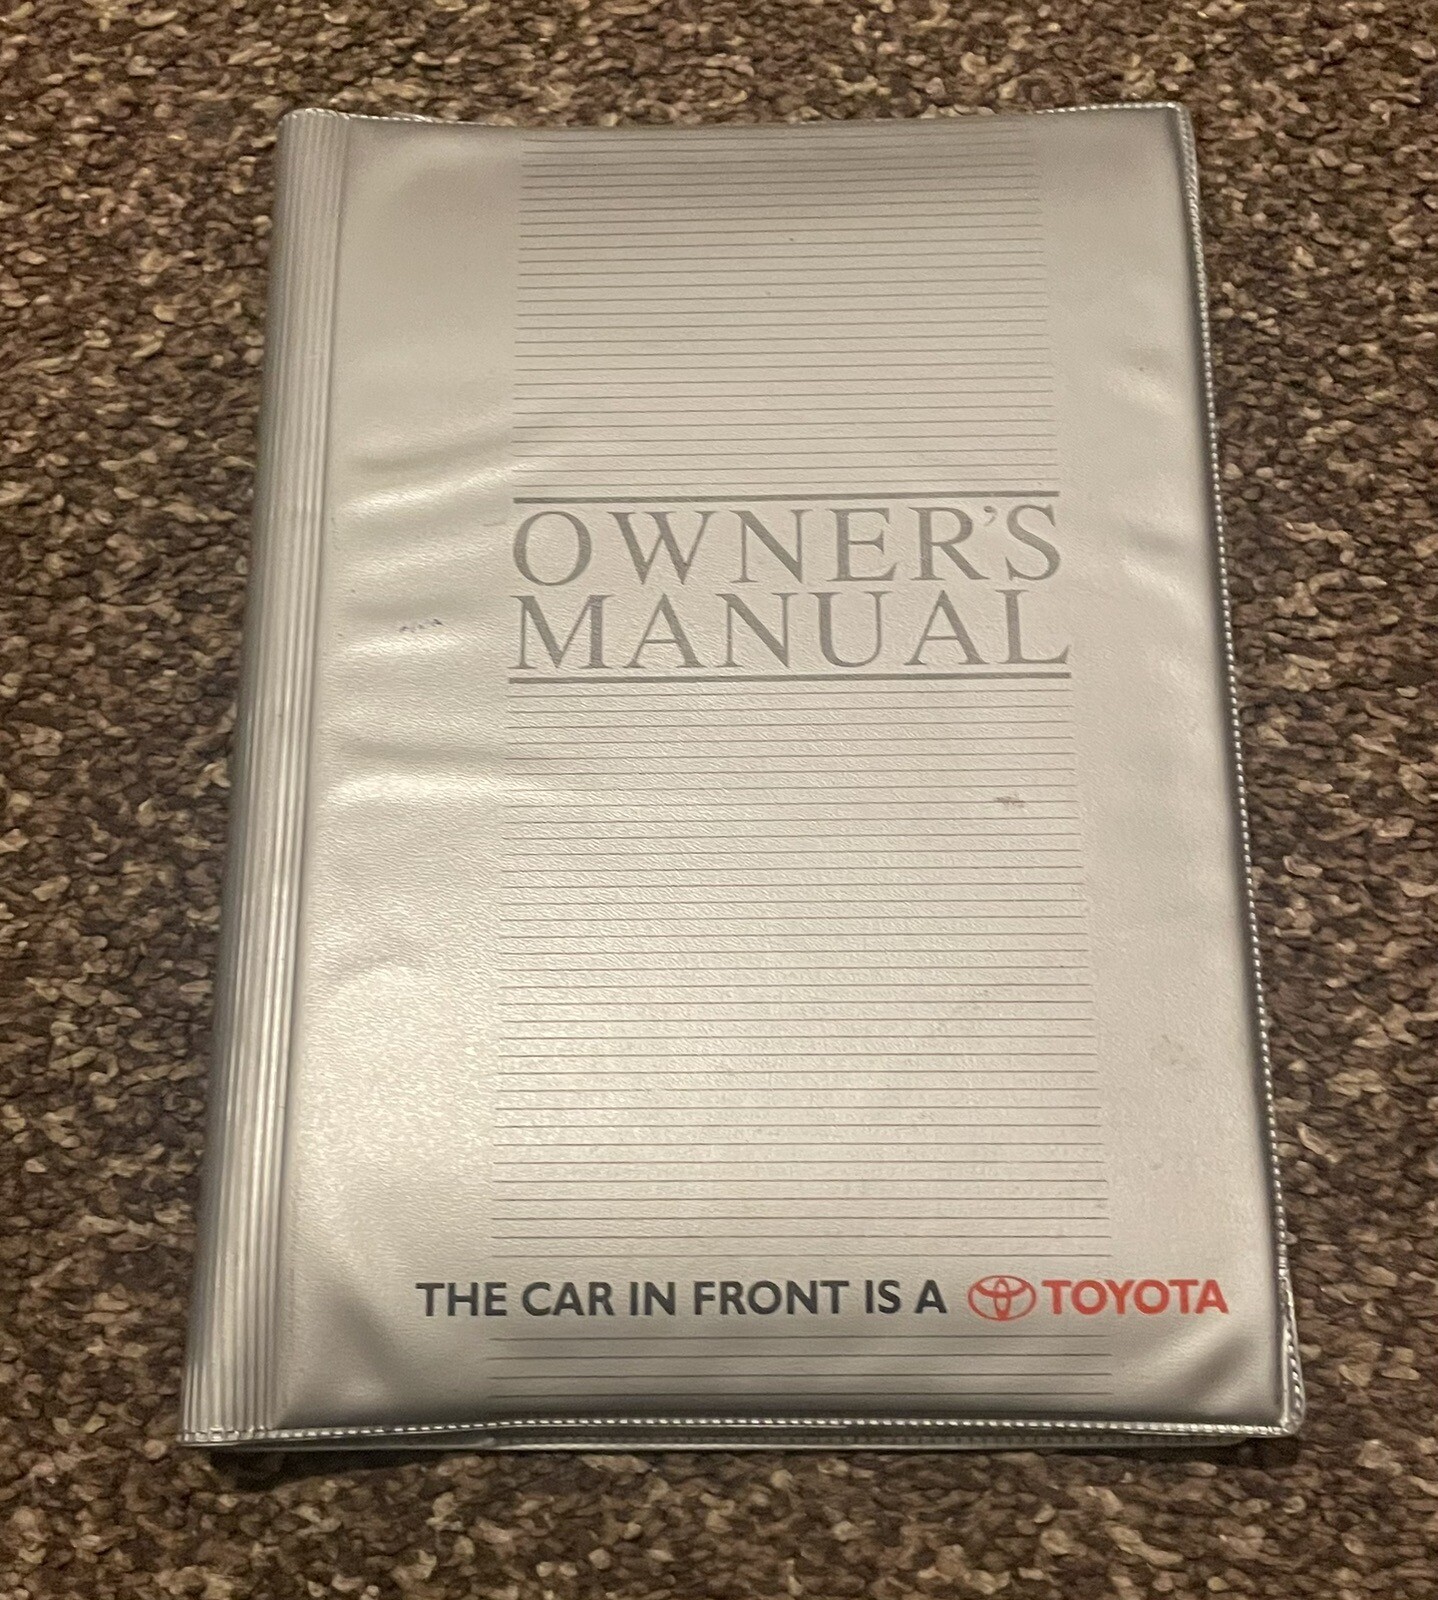 OWNER'S
MANUAL
THE CAR IN FRONT IS A TOYOTA